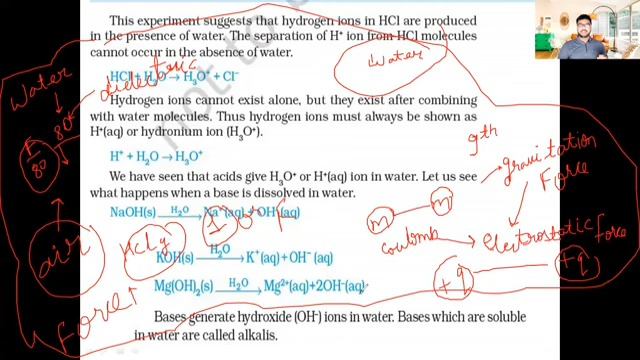 This experiment suggests that hydrogen ions in HCl are produced
in the presence of water. The separation of H⁺ ion from HCl molecules
cannot occur in the absence of water.
HCl + H₂O → H₃O⁺ + Cl⁻
Hydrogen ions cannot exist alone, but they exist after combining
with water molecules. Thus hydrogen ions must always be shown as
H⁺(aq) or hydronium ion (H₃O⁺).
H⁺ + H₂O → H₃O⁺
We have seen that acids give H₃O⁺ or H⁺(aq) ion in water. Let us see
what happens when a base is dissolved in water.
NaOH(s) H₂O→ Na⁺(aq) + OH⁻(aq)
KOH(s) H₂O→ K⁺(aq) + OH⁻(aq)
Mg(OH)₂(s) H₂O→ Mg²⁺(aq) + 2OH⁻(aq)
Bases generate hydroxide (OH⁻) ions in water. Bases which are soluble
in water are called alkalis.
not to be
water
water
dielectric
80
F/80
air
HCl
Force ↑
9th
gravitation
Force
m
m
coulomb
electrostatic force
+q
+q